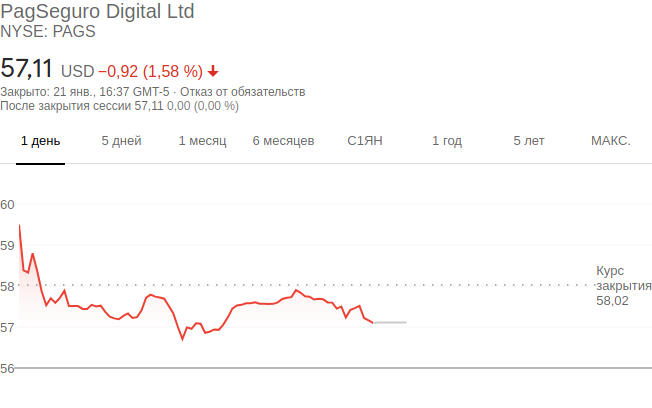 PagSeguro Digital Ltd
NYSE: PAGS
57,11 USD −0,92 (1,58 %)
Закрыто: 21 янв., 16:37 GMT-5 · Отказ от обязательств
После закрытия сессии 57,11 0,00 (0,00 %)
1 день 5 дней 1 месяц 6 месяцев С1ЯН 1 год 5 лет МАКС.
60
59
58
57
56
Курс
закрытия
58,02